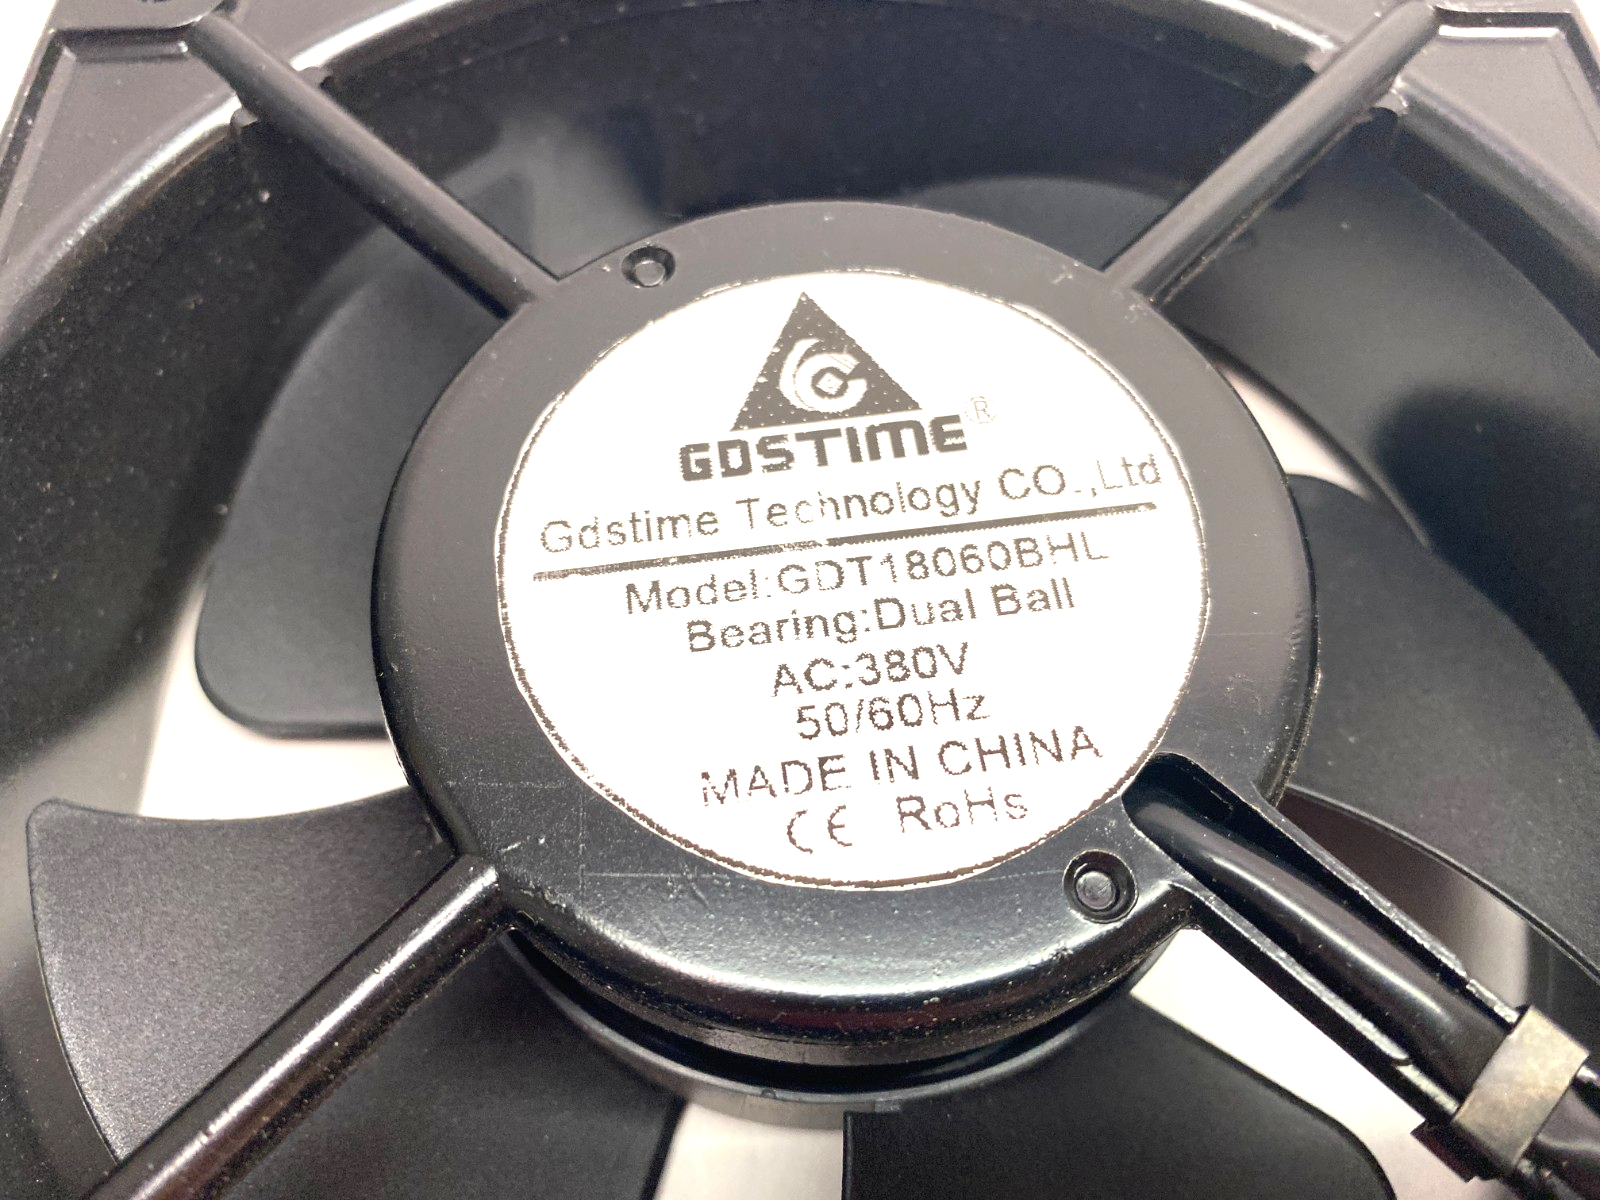 GDSTIME®
Gdstime Technology CO.,Ltd
Model:GDT18060BHL
Bearing:Dual Ball
AC:380V
50/60Hz
MADE IN CHINA
CE RoHs